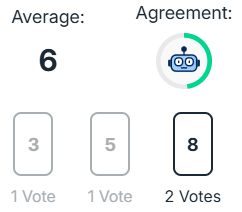 Average: Agreement:
6
3 5 8
1 Vote 1 Vote 2 Votes